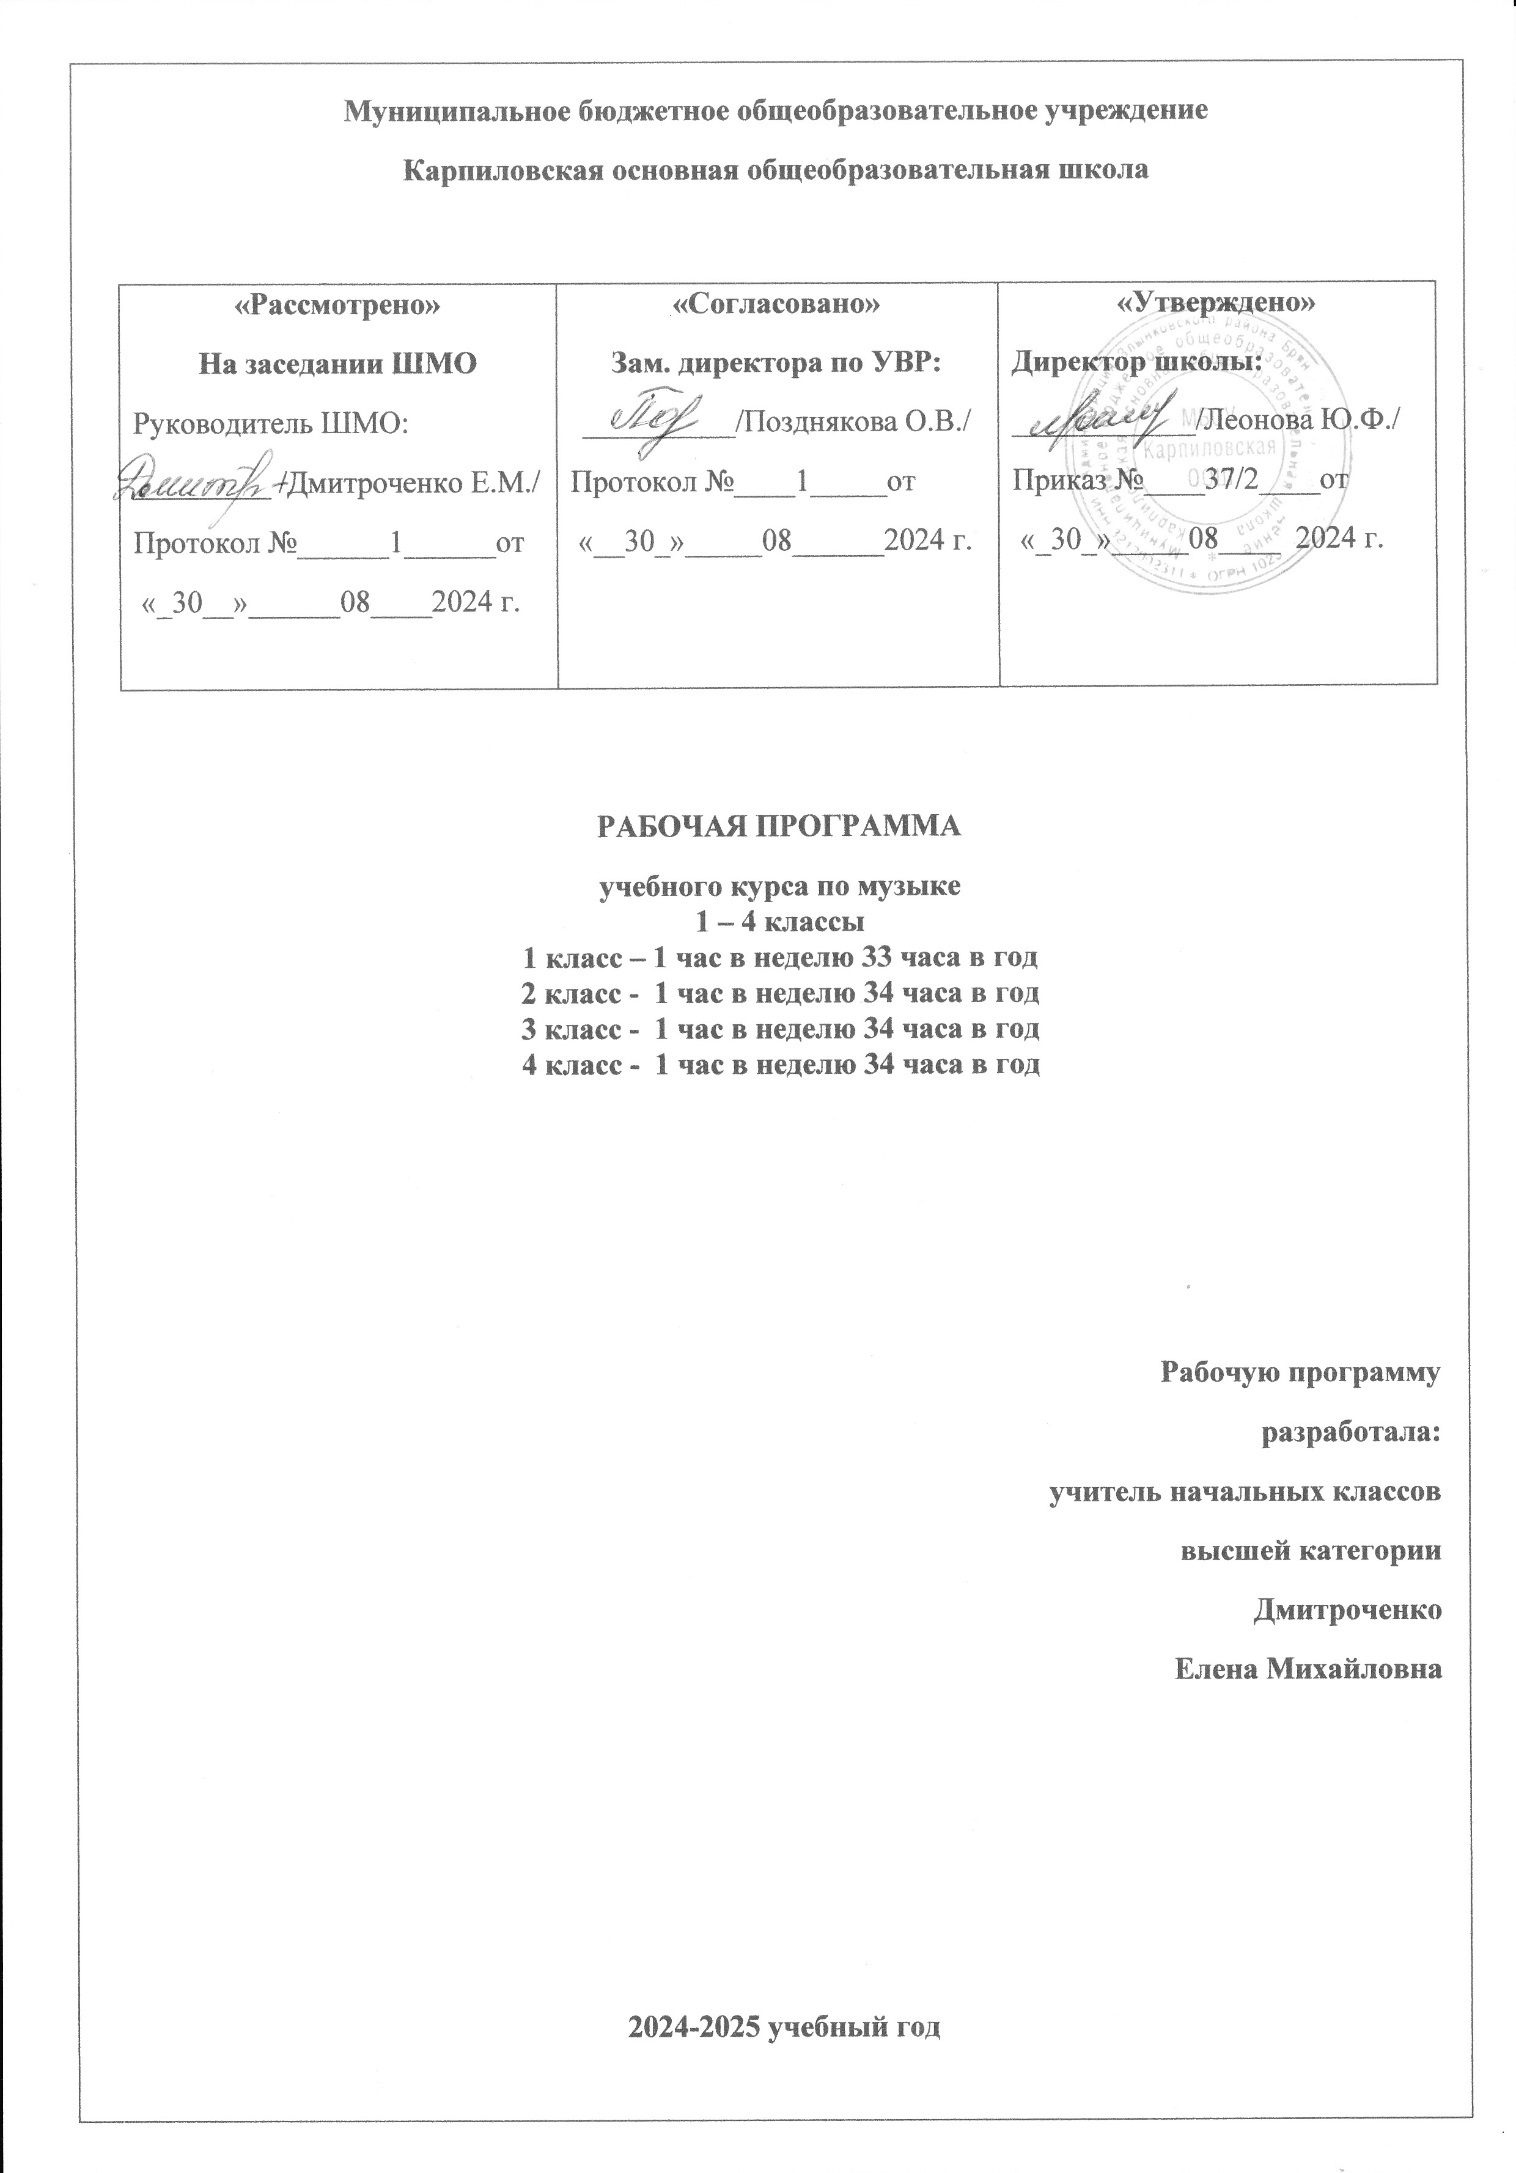 Муниципальное бюджетное общеобразовательное учреждение
Карпиловская основная общеобразовательная школа
«Рассмотрено»
На заседании ШМО
Руководитель ШМО:
/Дмитроченко Е.М./
Протокол №______1______от
«_30__»______08____2024 г.
«Согласовано»
Зам. директора по УВР:
__________/Позднякова О.В./
Протокол №____1_____от
«__30_»_____08______2024 г.
«Утверждено»
Директор школы:
____________/Леонова Ю.Ф./
Приказ №____37/2____от
«_30_»_____08____ 2024 г.
МБОУ
Карпиловская
РАБОЧАЯ ПРОГРАММА
учебного курса по музыке
1 – 4 классы
1 класс – 1 час в неделю 33 часа в год
2 класс - 1 час в неделю 34 часа в год
3 класс - 1 час в неделю 34 часа в год
4 класс - 1 час в неделю 34 часа в год
Рабочую программу
разработала:
учитель начальных классов
высшей категории
Дмитроченко
Елена Михайловна
2024-2025 учебный год